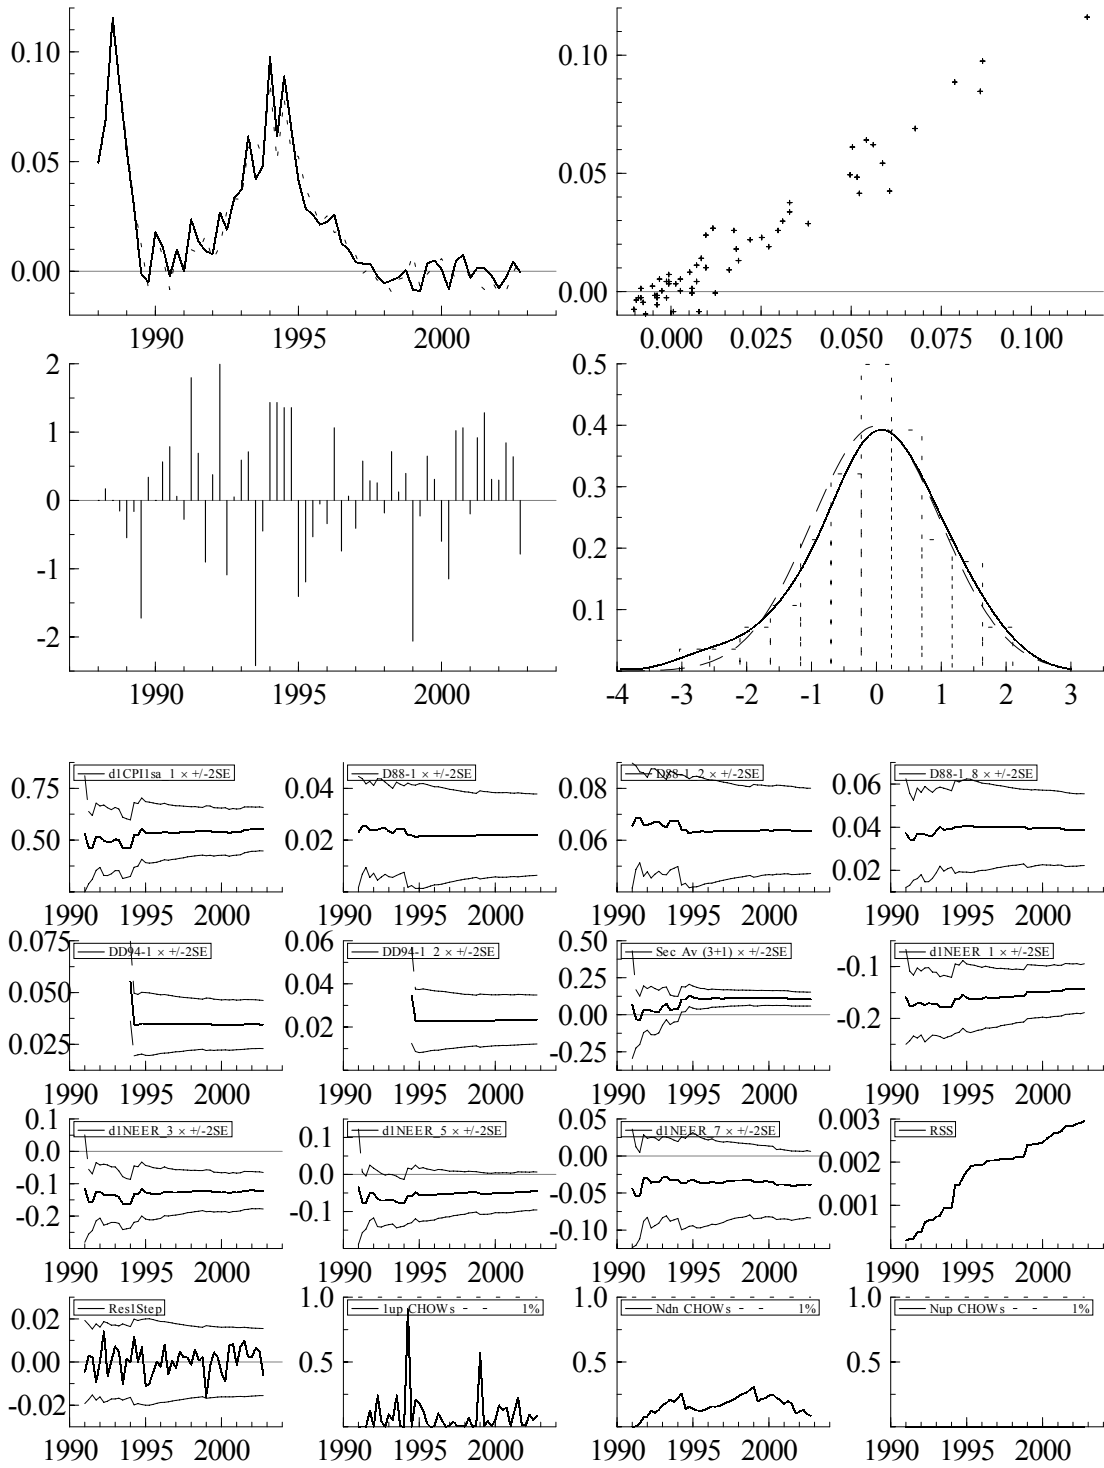 0.10
0.05
0.00
1990 1995 2000
0.10
0.05
0.00
0.000 0.025 0.050 0.075 0.100
2
1
0
-1
-2
1990 1995 2000
0.5
0.4
0.3
0.2
0.1
-4 -3 -2 -1 0 1 2 3
d1CPI1sa_1 × +/-2SE
0.75
0.50
1990 1995 2000
D88-1 × +/-2SE
0.04
0.02
0.00
1990 1995 2000
D88-1_2 × +/-2SE
0.08
0.06
1990 1995 2000
D88-1_8 × +/-2SE
0.06
0.04
0.02
1990 1995 2000
DD94-1 × +/-2SE
0.075
0.050
0.025
1990 1995 2000
DD94-1_2 × +/-2SE
0.06
0.04
0.02
1990 1995 2000
Sec Av (3+1) × +/-2SE
0.50
0.25
0.00
-0.25
1990 1995 2000
d1NEER_1 × +/-2SE
-0.1
-0.2
1990 1995 2000
d1NEER_3 × +/-2SE
0.1
0.0
-0.1
-0.2
1990 1995 2000
d1NEER_5 × +/-2SE
0.1
0.0
-0.1
1990 1995 2000
d1NEER_7 × +/-2SE
0.05
0.00
-0.05
-0.10
1990 1995 2000
RSS
0.003
0.002
0.001
1990 1995 2000
Res1Step
0.02
0.00
-0.02
1990 1995 2000
1up CHOWs 1%
1.0
0.5
1990 1995 2000
Ndn CHOWs 1%
1.0
0.5
1990 1995 2000
Nup CHOWs 1%
1.0
0.5
1990 1995 2000